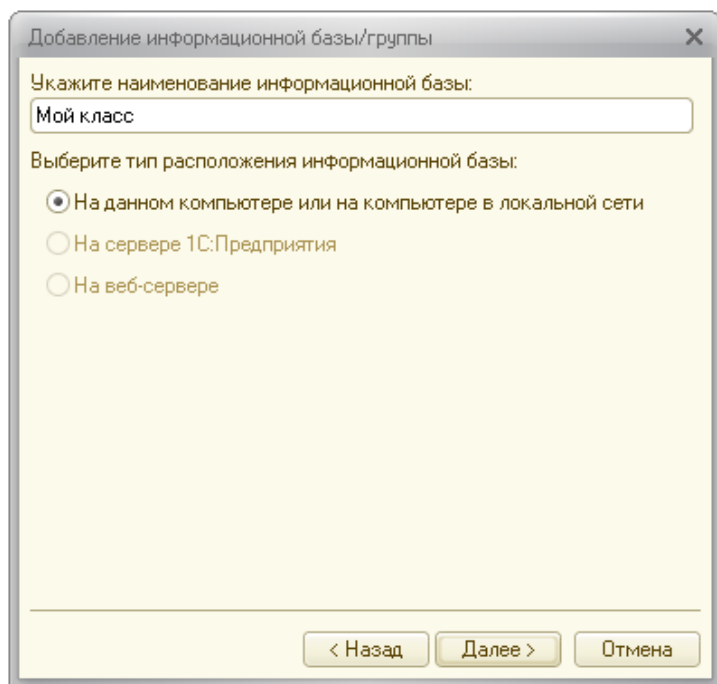 Добавление информационной базы/группы
Укажите наименование информационной базы:
Мой класс
Выберите тип расположения информационной базы:
На данном компьютере или на компьютере в локальной сети
На сервере 1С:Предприятия
На веб-сервере
< Назад Далее > Отмена